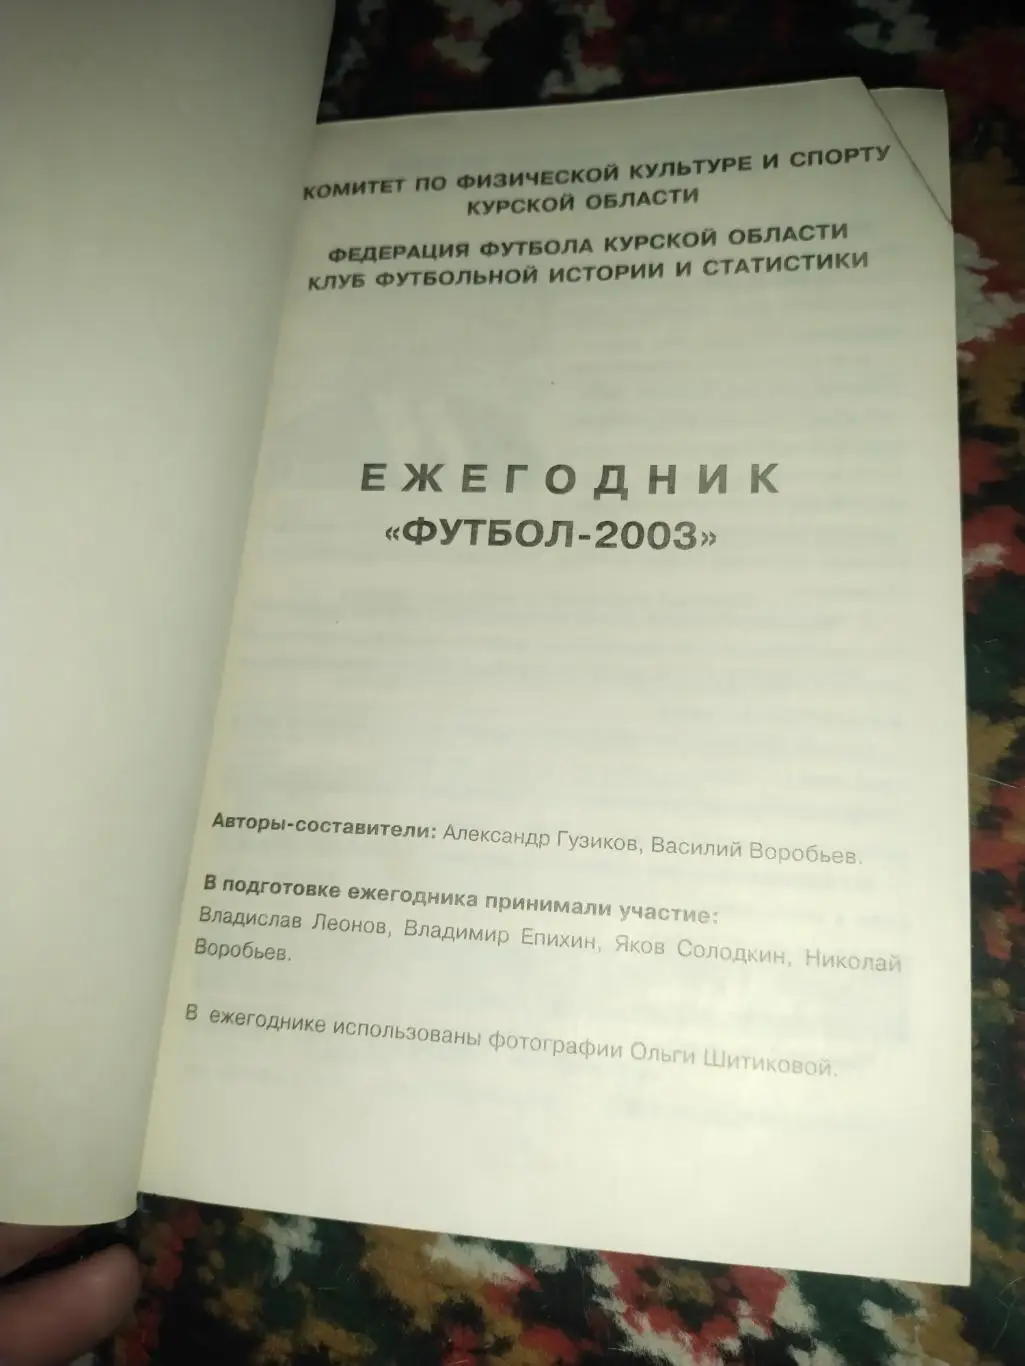 КОМИТЕТ ПО ФИЗИЧЕСКОЙ КУЛЬТУРЕ И СПОРТУ
КУРСКОЙ ОБЛАСТИ
ФЕДЕРАЦИЯ ФУТБОЛА КУРСКОЙ ОБЛАСТИ
КЛУБ ФУТБОЛЬНОЙ ИСТОРИИ И СТАТИСТИКИ
ЕЖЕГОДНИК
«ФУТБОЛ-2003»
Авторы-составители: Александр Гузиков, Василий Воробьев.
В подготовке ежегодника принимали участие:
Владислав Леонов, Владимир Епихин, Яков Солодкин, Николай
Воробьев.
В ежегоднике использованы фотографии Ольги Шитиковой.